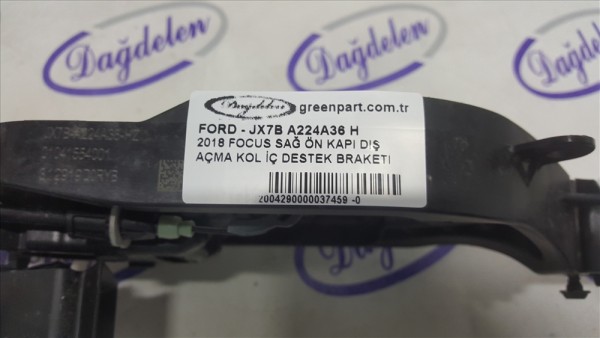 Dağdelen
Dağdelen
Dağdelen greenpart.com.tr
FORD - JX7B A224A36 H
2018 FOCUS SAĞ ÖN KAPI DIŞ
AÇMA KOL İÇ DESTEK BRAKETİ
2004290000037459 -0